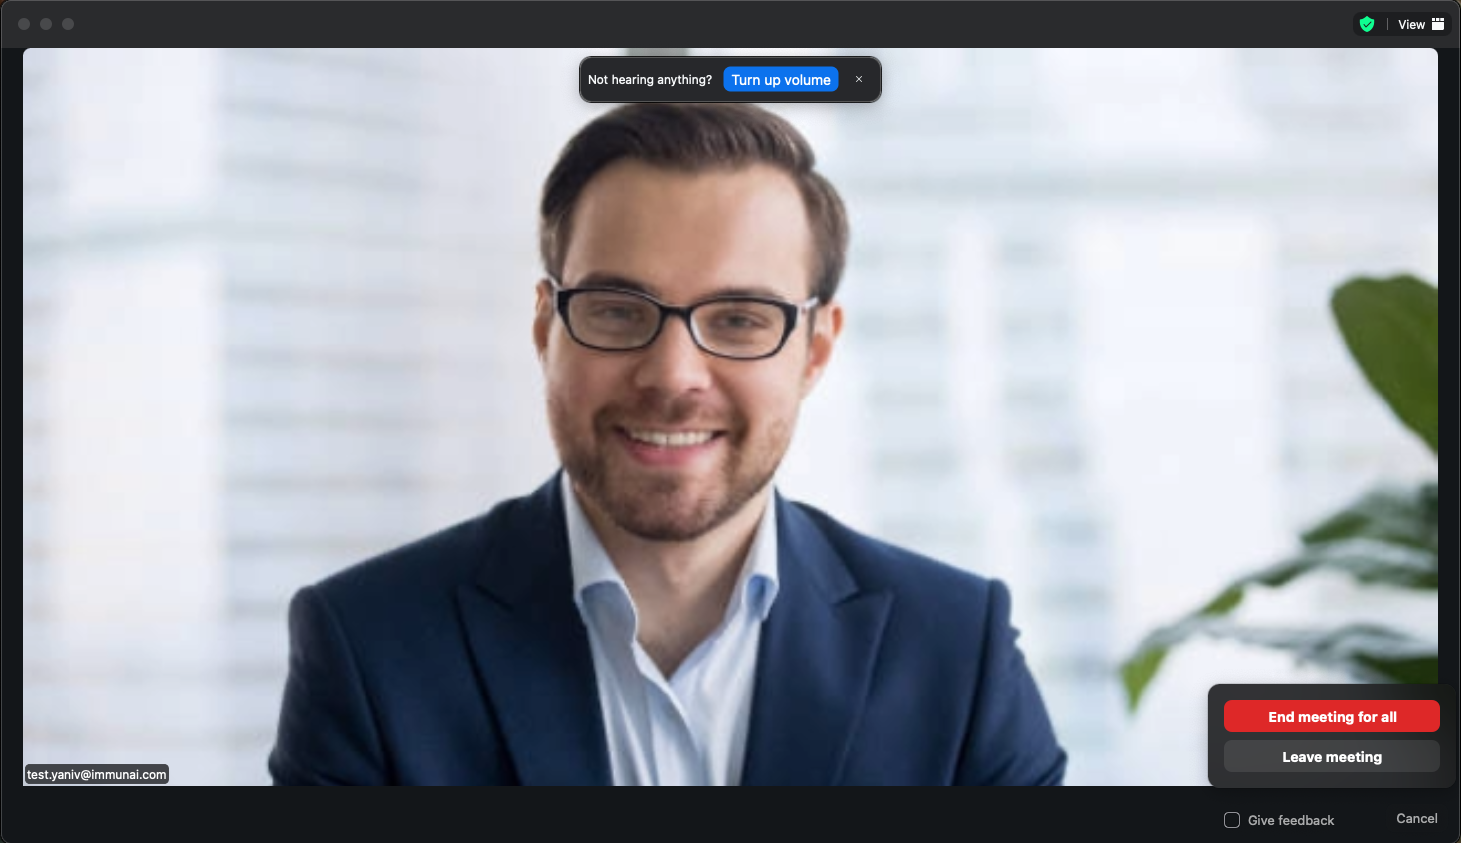 View
Not hearing anything? Turn up volume
End meeting for all
Leave meeting
test.yaniv@immunai.com
Give feedback Cancel